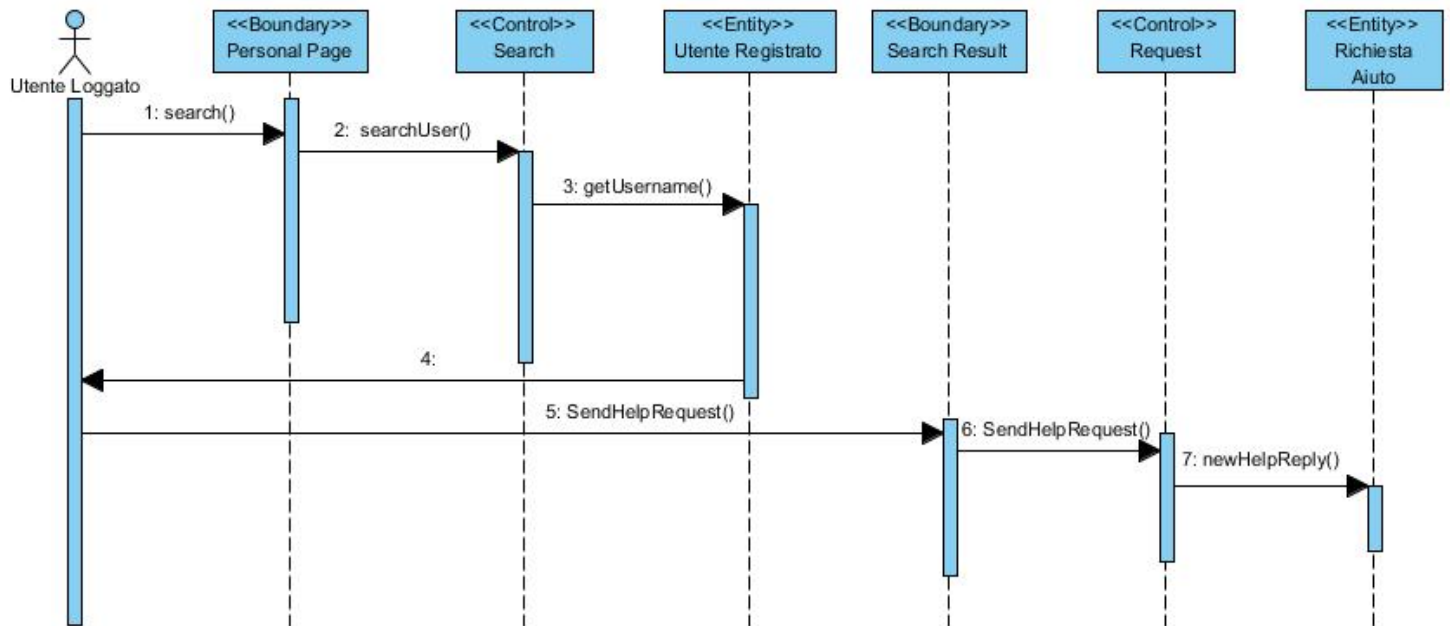 <<Boundary>>
Personal Page
<<Control>>
Search
<<Entity>>
Utente Registrato
<<Boundary>>
Search Result
<<Control>>
Request
<<Entity>>
Richiesta
Aiuto
Utente Loggato
1: search()
2: searchUser()
3: getUsername()
4:
5: SendHelpRequest()
6: SendHelpRequest()
7: newHelpReply()